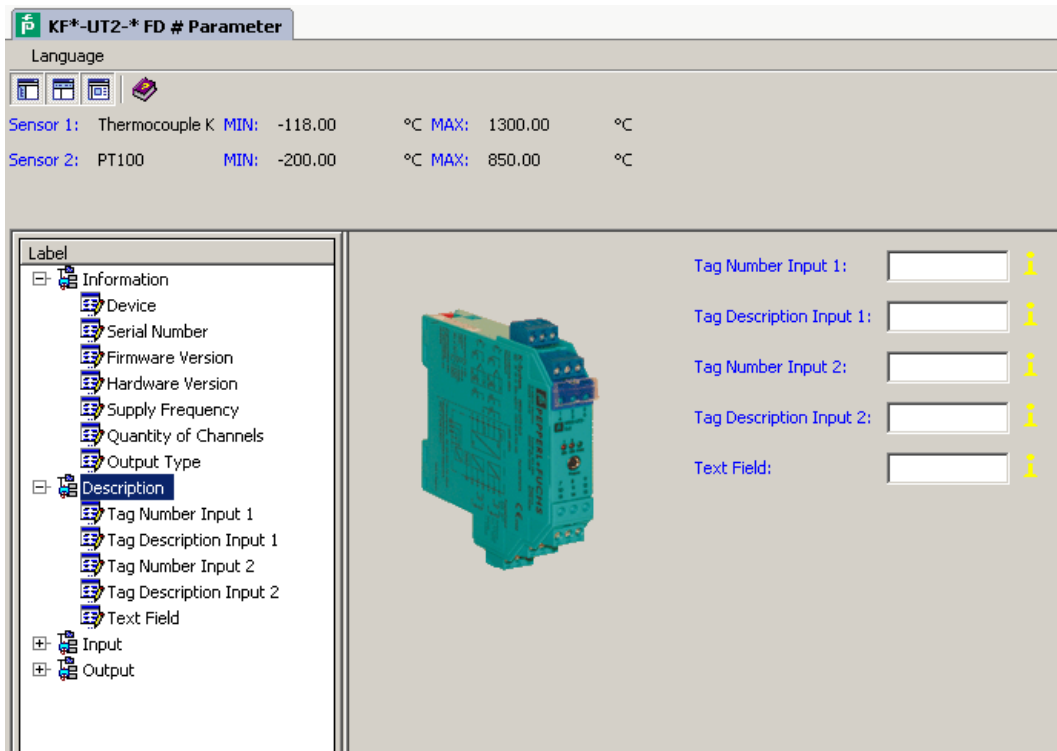 KF*-UT2-* FD # Parameter
Language
Sensor 1: Thermocouple K MIN: -118.00 °C MAX: 1300.00 °C
Sensor 2: PT100 MIN: -200.00 °C MAX: 850.00 °C
Label
Information
Device
Serial Number
Firmware Version
Hardware Version
Supply Frequency
Quantity of Channels
Output Type
Description
Tag Number Input 1
Tag Description Input 1
Tag Number Input 2
Tag Description Input 2
Text Field
Input
Output
PEPPERL+FUCHS
Tag Number Input 1:
Tag Description Input 1:
Tag Number Input 2:
Tag Description Input 2:
Text Field: